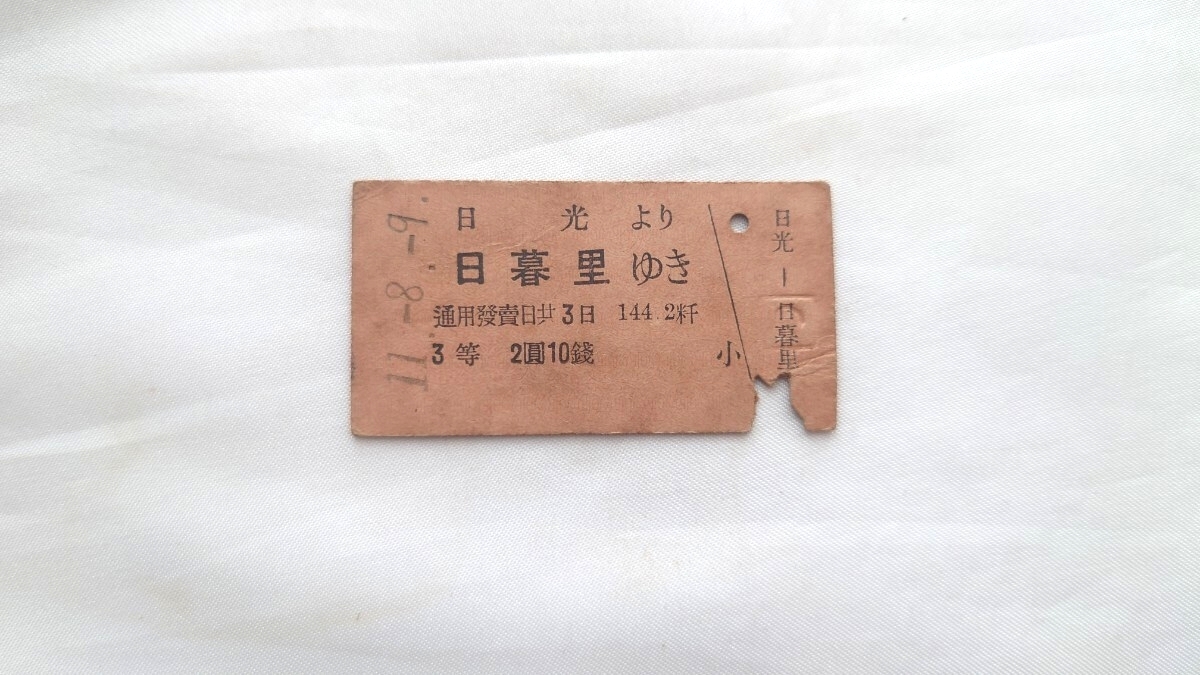 日光より
日暮里ゆき
通用發賣日共3日 144.2粁
3等 2圓10錢
小
日光ー日暮里
11.-8.-9.